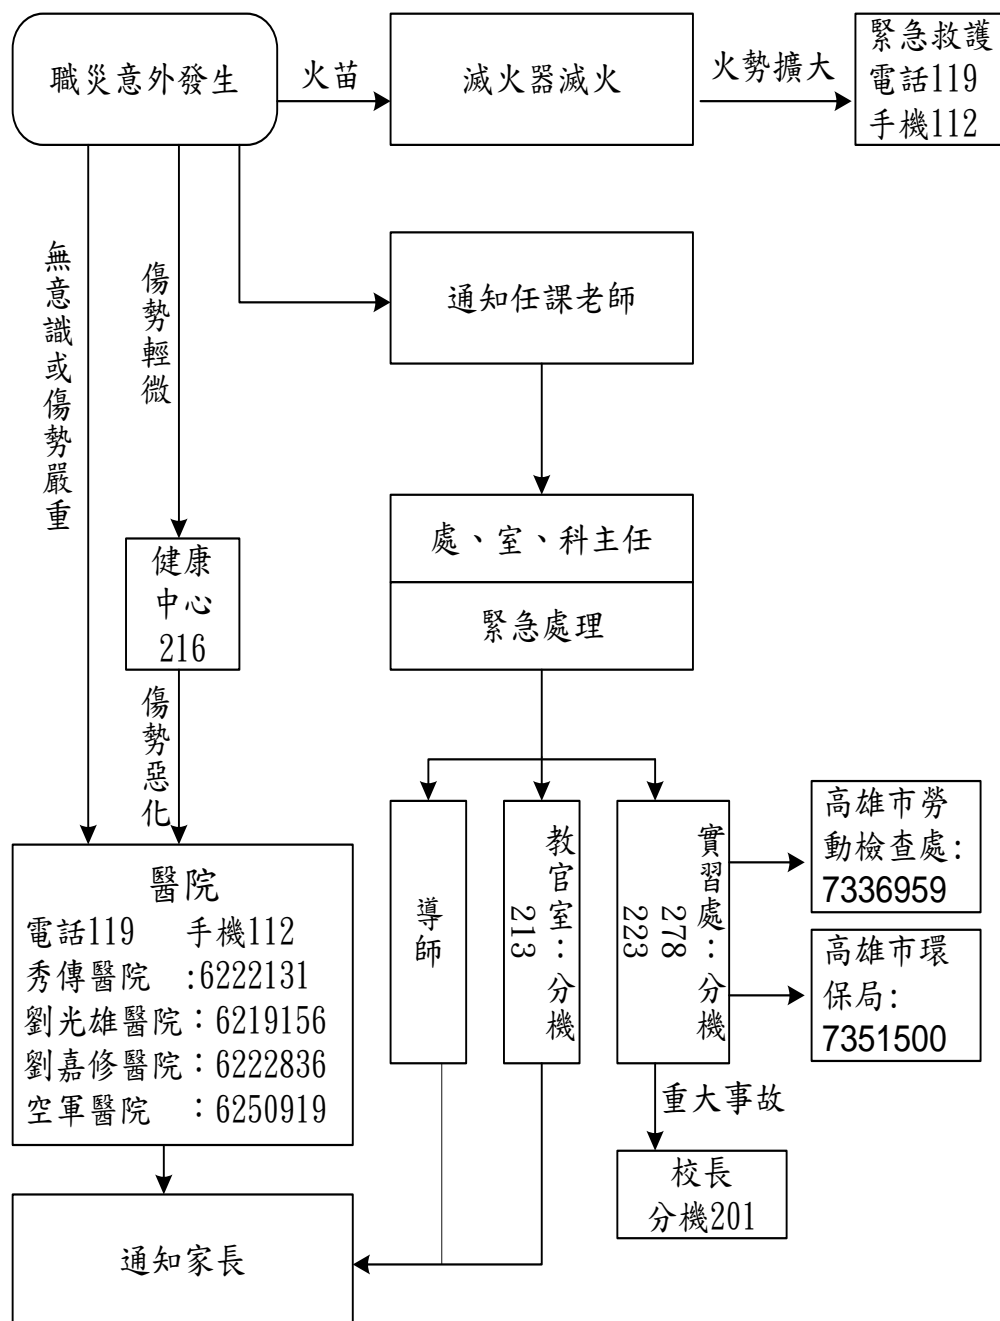 職災意外發生
火苗
滅火器滅火
火勢擴大
緊急救護
電話119
手機112
無意識或傷勢嚴重
傷勢輕微
通知任課老師
處、室、科主任
緊急處理
健康
中心
216
傷勢惡化
醫院
電話119 手機112
秀傳醫院 :6222131
劉光雄醫院：6219156
劉嘉修醫院：6222836
空軍醫院 ：6250919
導師
教官室：分機
213
實習處：分機
278
223
高雄市勞
動檢查處:
7336959
高雄市環
保局:
7351500
重大事故
校長
分機201
通知家長